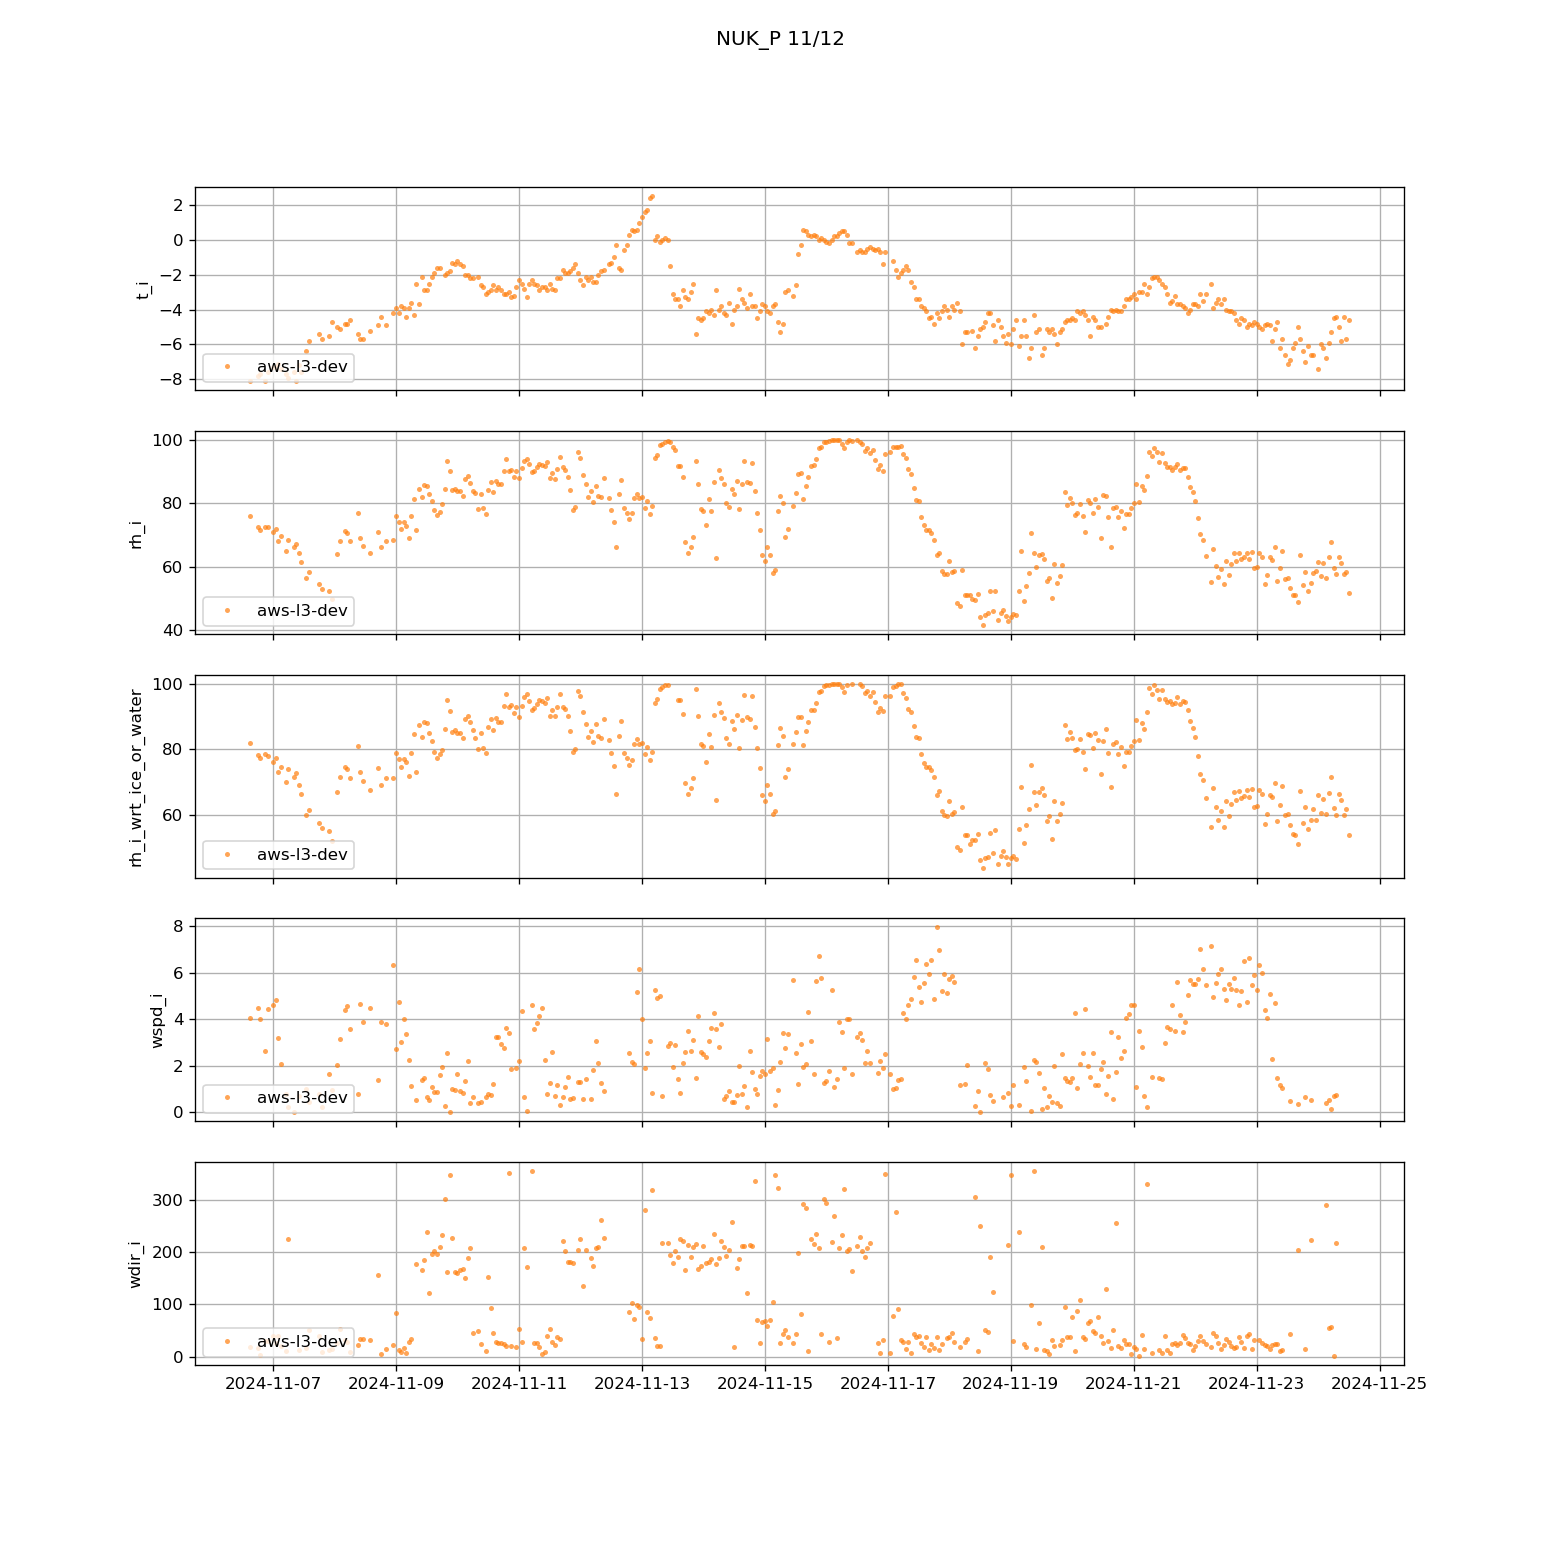 NUK_P 11/12
t_i
2
0
−2
−4
−6
−8
aws-l3-dev
rh_i
100
80
60
40
aws-l3-dev
rh_i_wrt_ice_or_water
100
80
60
aws-l3-dev
wspd_i
8
6
4
2
0
aws-l3-dev
wdir_i
300
200
100
0
aws-l3-dev
2024-11-07 2024-11-09 2024-11-11 2024-11-13 2024-11-15 2024-11-17 2024-11-19 2024-11-21 2024-11-23 2024-11-25